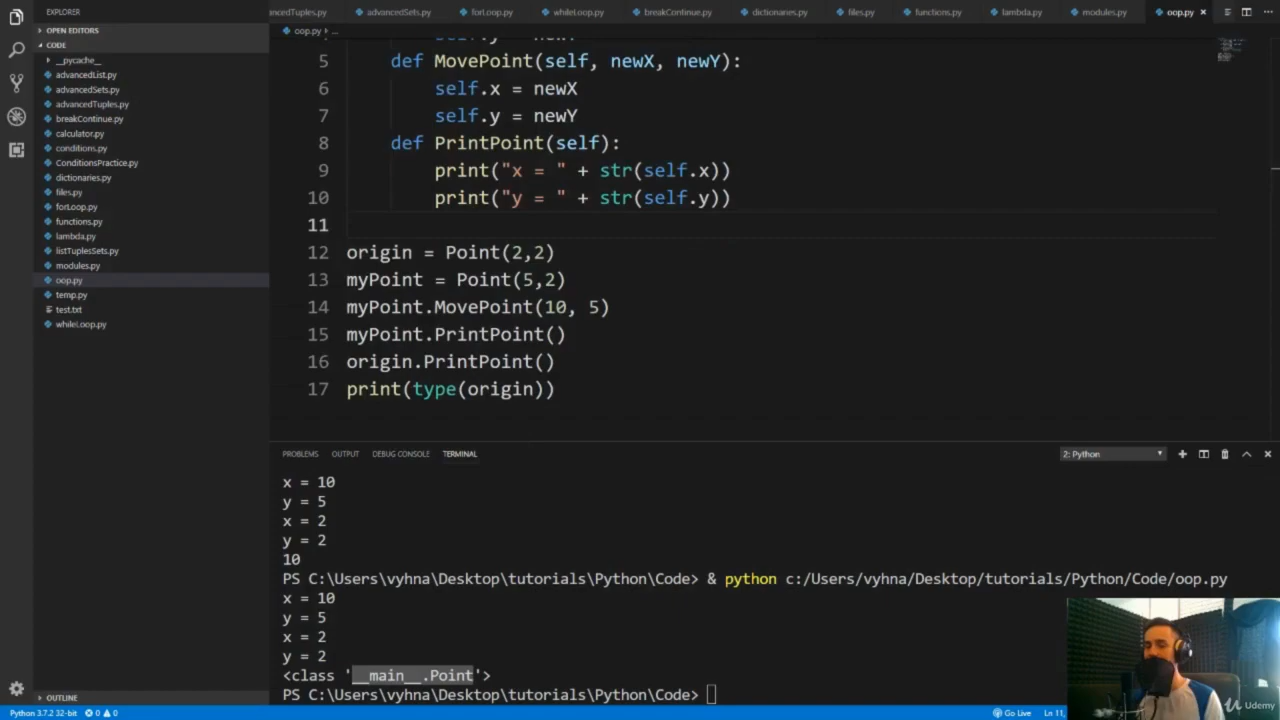 EXPLORER
OPEN EDITORS
CODE
__pycache__
advancedList.py
advancedSets.py
advancedTuples.py
breakContinue.py
calculator.py
conditions.py
ConditionsPractice.py
dictionaries.py
files.py
forLoop.py
functions.py
lambda.py
listTuplesSets.py
modules.py
oop.py
temp.py
test.txt
whileLoop.py
OUTLINE
ancedTuples.py advancedSets.py forLoop.py whileLoop.py breakContinue.py dictionaries.py files.py functions.py lambda.py modules.py oop.py
oop.py > ...
5 def MovePoint(self, newX, newY):
6 self.x = newX
7 self.y = newY
8 def PrintPoint(self):
9 print("x = " + str(self.x))
10 print("y = " + str(self.y))
11
12 origin = Point(2,2)
13 myPoint = Point(5,2)
14 myPoint.MovePoint(10, 5)
15 myPoint.PrintPoint()
16 origin.PrintPoint()
17 print(type(origin))
PROBLEMS OUTPUT DEBUG CONSOLE TERMINAL 2: Python
x = 10
y = 5
x = 2
y = 2
10
PS C:\Users\vyhna\Desktop\tutorials\Python\Code> & python c:/Users/vyhna/Desktop/tutorials/Python/Code/oop.py
x = 10
y = 5
x = 2
y = 2
<class '__main__.Point'>
PS C:\Users\vyhna\Desktop\tutorials\Python\Code>
Udemy
Python 3.7.2 32-bit 0 0 Go Live Ln 11,